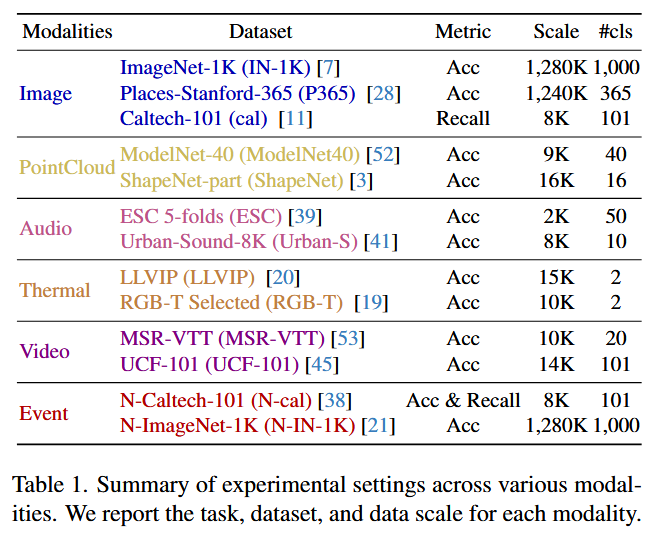 Modalities Dataset Metric Scale #cls
Image
ImageNet-1K (IN-1K) [7] Acc 1,280K 1,000
Places-Stanford-365 (P365) [28] Acc 1,240K 365
Caltech-101 (cal) [11] Recall 8K 101
PointCloud
ModelNet-40 (ModelNet40) [52] Acc 9K 40
ShapeNet-part (ShapeNet) [3] Acc 16K 16
Audio
ESC 5-folds (ESC) [39] Acc 2K 50
Urban-Sound-8K (Urban-S) [41] Acc 8K 10
Thermal
LLVIP (LLVIP) [20] Acc 15K 2
RGB-T Selected (RGB-T) [19] Acc 10K 2
Video
MSR-VTT (MSR-VTT) [53] Acc 10K 20
UCF-101 (UCF-101) [45] Acc 14K 101
Event
N-Caltech-101 (N-cal) [38] Acc & Recall 8K 101
N-ImageNet-1K (N-IN-1K) [21] Acc 1,280K 1,000
Table 1. Summary of experimental settings across various modal-
ities. We report the task, dataset, and data scale for each modality.